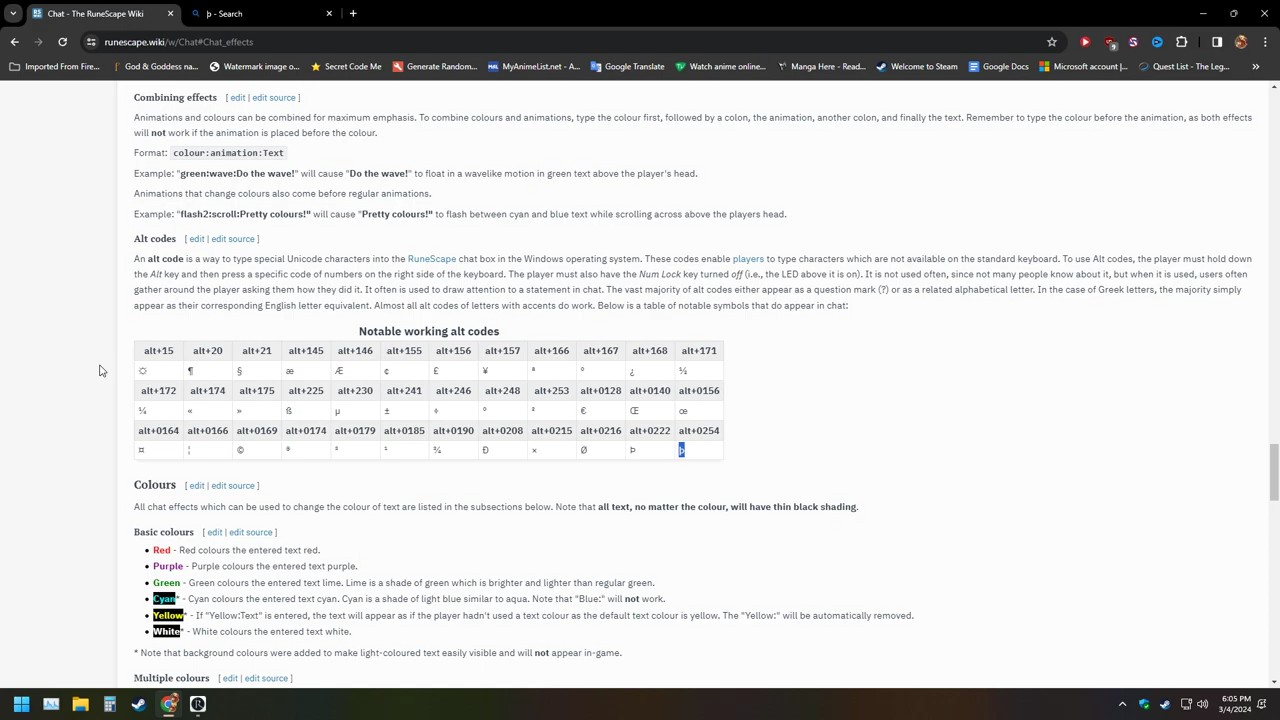 Chat - The RuneScape Wiki
þ - Search
runescape.wiki/w/Chat#Chat_effects
Imported From Fire...
God & Goddess na...
Watermark image o...
Secret Code Me
Generate Random...
MyAnimeList.net - A...
Google Translate
Watch anime online...
Manga Here - Read...
Welcome to Steam
Google Docs
Microsoft account |...
Quest List - The Leg...
Combining effects [ edit | edit source ]
Animations and colours can be combined for maximum emphasis. To combine colours and animations, type the colour first, followed by a colon, the animation, another colon, and finally the text. Remember to type the colour before the animation, as both effects
will not work if the animation is placed before the colour.
Format: colour:animation:Text
Example: "green:wave:Do the wave!" will cause "Do the wave!" to float in a wavelike motion in green text above the player's head.
Animations that change colours also come before regular animations.
Example: "flash2:scroll:Pretty colours!" will cause "Pretty colours!" to flash between cyan and blue text while scrolling across above the players head.
Alt codes [ edit | edit source ]
An alt code is a way to type special Unicode characters into the RuneScape chat box in the Windows operating system. These codes enable players to type characters which are not available on the standard keyboard. To use Alt codes, the player must hold down
the Alt key and then press a specific code of numbers on the right side of the keyboard. The player must also have the Num Lock key turned off (i.e., the LED above it is on). It is not used often, since not many people know about it, but when it is used, users often
gather around the player asking them how they did it. It often is used to draw attention to a statement in chat. The vast majority of alt codes either appear as a question mark (?) or as a related alphabetical letter. In the case of Greek letters, the majority simply
appear as their corresponding English letter equivalent. Almost all alt codes of letters with accents do work. Below is a table of notable symbols that do appear in chat:
Notable working alt codes
alt+15 alt+20 alt+21 alt+145 alt+146 alt+155 alt+156 alt+157 alt+166 alt+167 alt+168 alt+171
☼ ¶ § æ Æ ¢ £ ¥ ª º ¿ ½
alt+172 alt+174 alt+175 alt+225 alt+230 alt+241 alt+246 alt+248 alt+253 alt+0128 alt+0140 alt+0156
¼ « » ß µ ± ÷ ° ² € Œ œ
alt+0164 alt+0166 alt+0169 alt+0174 alt+0179 alt+0185 alt+0190 alt+0208 alt+0215 alt+0216 alt+0222 alt+0254
¤ ¦ © ® ³ ¹ ¾ Ð × Ø Þ þ
Colours [ edit | edit source ]
All chat effects which can be used to change the colour of text are listed in the subsections below. Note that all text, no matter the colour, will have thin black shading.
Basic colours [ edit | edit source ]
• Red - Red colours the entered text red.
• Purple - Purple colours the entered text purple.
• Green - Green colours the entered text lime. Lime is a shade of green which is brighter and lighter than regular green.
• Cyan* - Cyan colours the entered text cyan. Cyan is a shade of light blue similar to aqua. Note that "Blue:" will not work.
• Yellow* - If "Yellow:Text" is entered, the text will appear as if the player hadn't used a text colour as the default text colour is yellow. The "Yellow:" will be automatically removed.
• White* - White colours the entered text white.
* Note that background colours were added to make light-coloured text easily visible and will not appear in-game.
Multiple colours [ edit | edit source ]
6:05 PM
3/4/2024